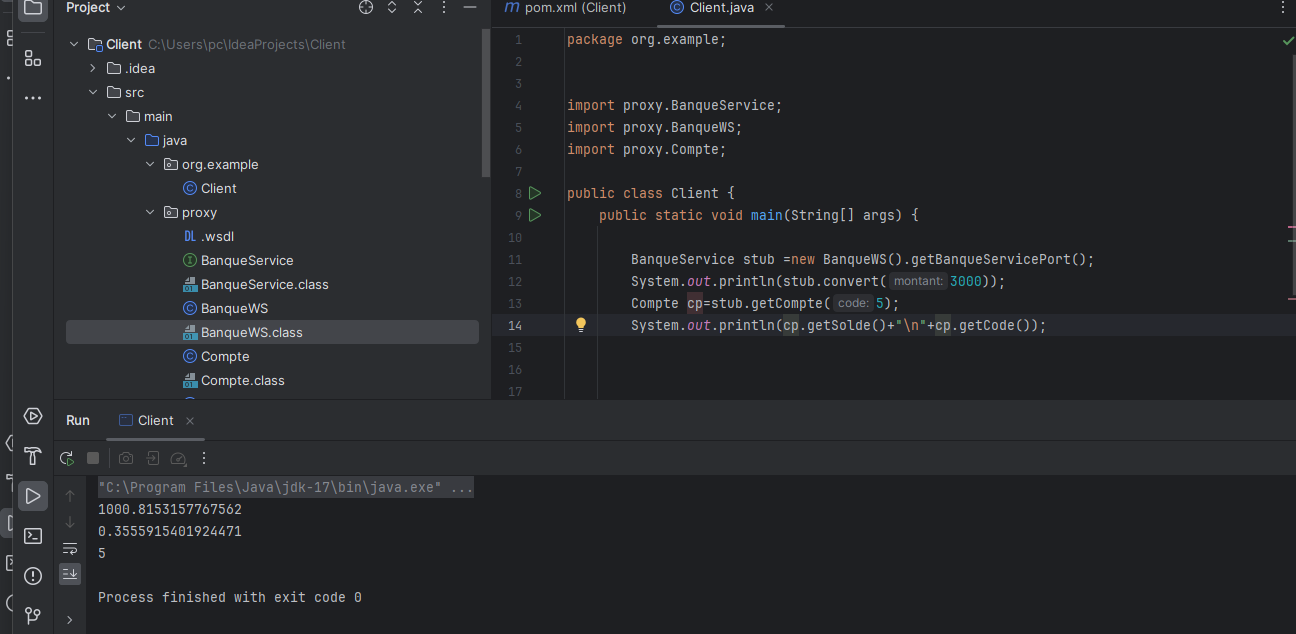 Project
Client C:\Users\pc\IdeaProjects\Client
.idea
src
main
java
org.example
Client
proxy
.wsdl
BanqueService
BanqueService.class
BanqueWS
BanqueWS.class
Compte
Compte.class
pom.xml (Client)
Client.java
1 package org.example;
2
3
4 import proxy.BanqueService;
5 import proxy.BanqueWS;
6 import proxy.Compte;
7
8 public class Client {
9 public static void main(String[] args) {
10
11 BanqueService stub =new BanqueWS().getBanqueServicePort();
12 System.out.println(stub.convert( montant: 3000));
13 Compte cp=stub.getCompte( code: 5);
14 System.out.println(cp.getSolde()+"\n"+cp.getCode());
15
16
17
Run Client
"C:\Program Files\Java\jdk-17\bin\java.exe" ...
1000.8153157767562
0.3555915401924471
5
Process finished with exit code 0